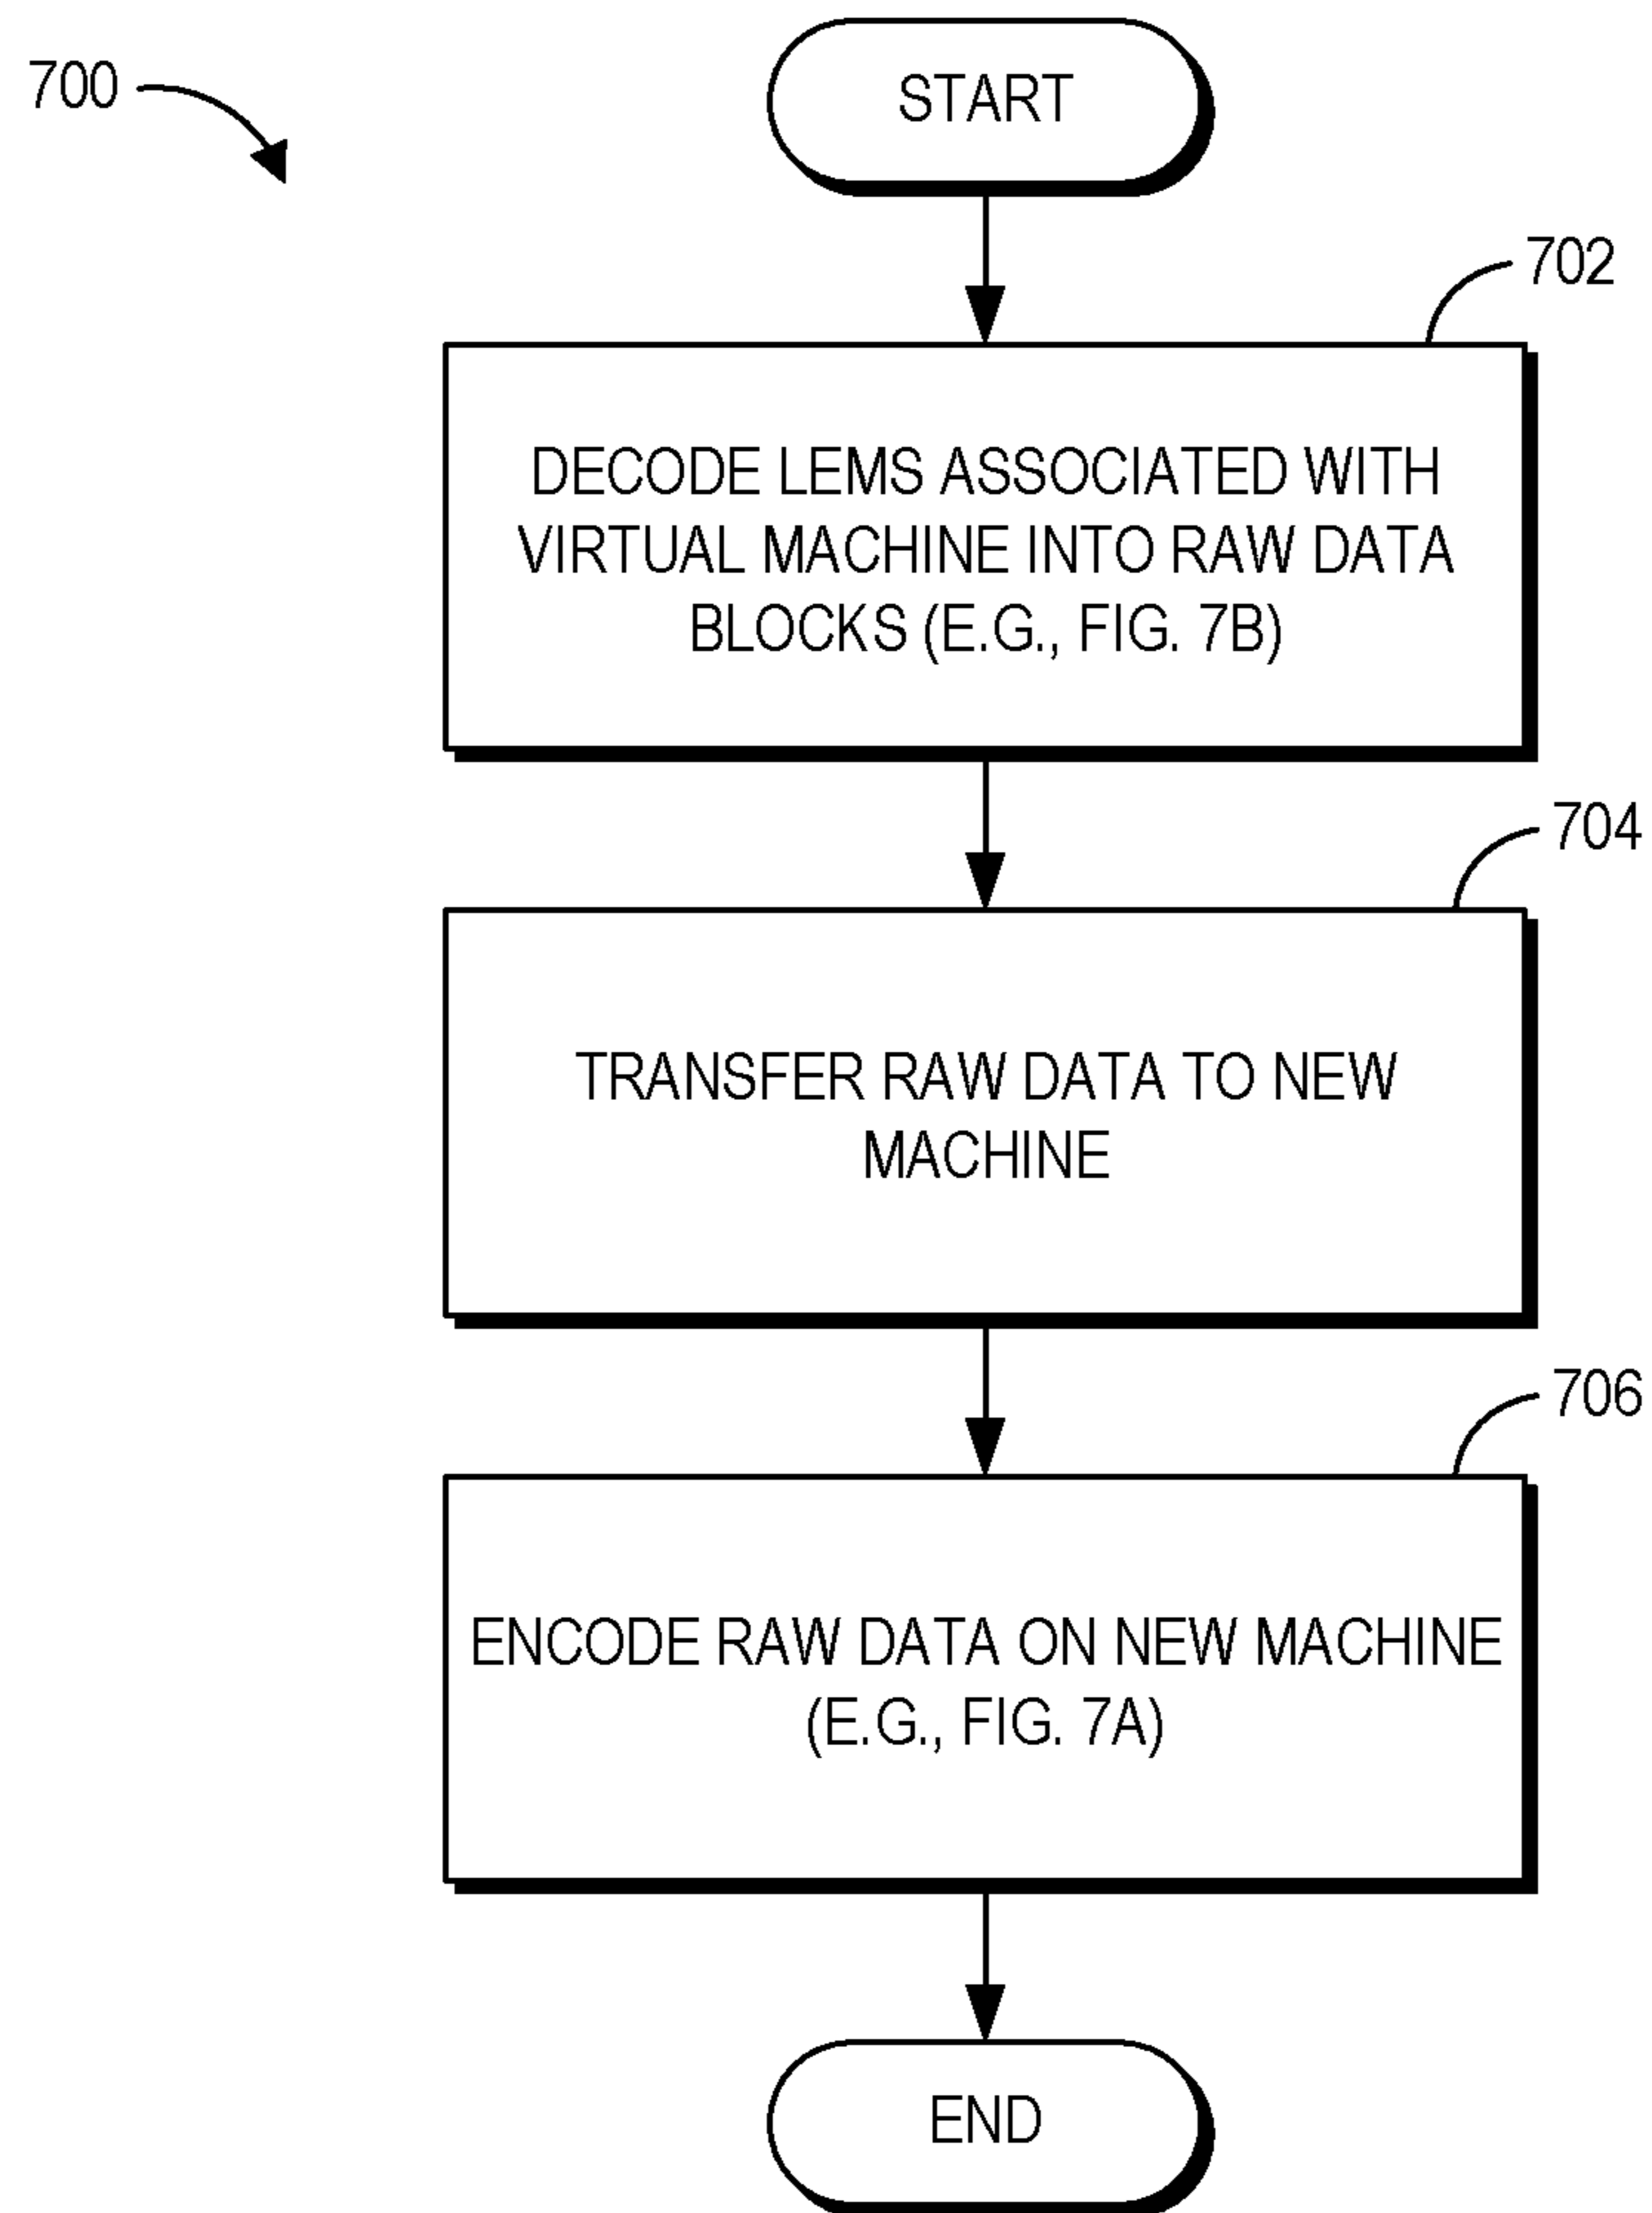 700
START
702
DECODE LEMS ASSOCIATED WITH
VIRTUAL MACHINE INTO RAW DATA
BLOCKS (E.G., FIG. 7B)
704
TRANSFER RAW DATA TO NEW
MACHINE
706
ENCODE RAW DATA ON NEW MACHINE
(E.G., FIG. 7A)
END